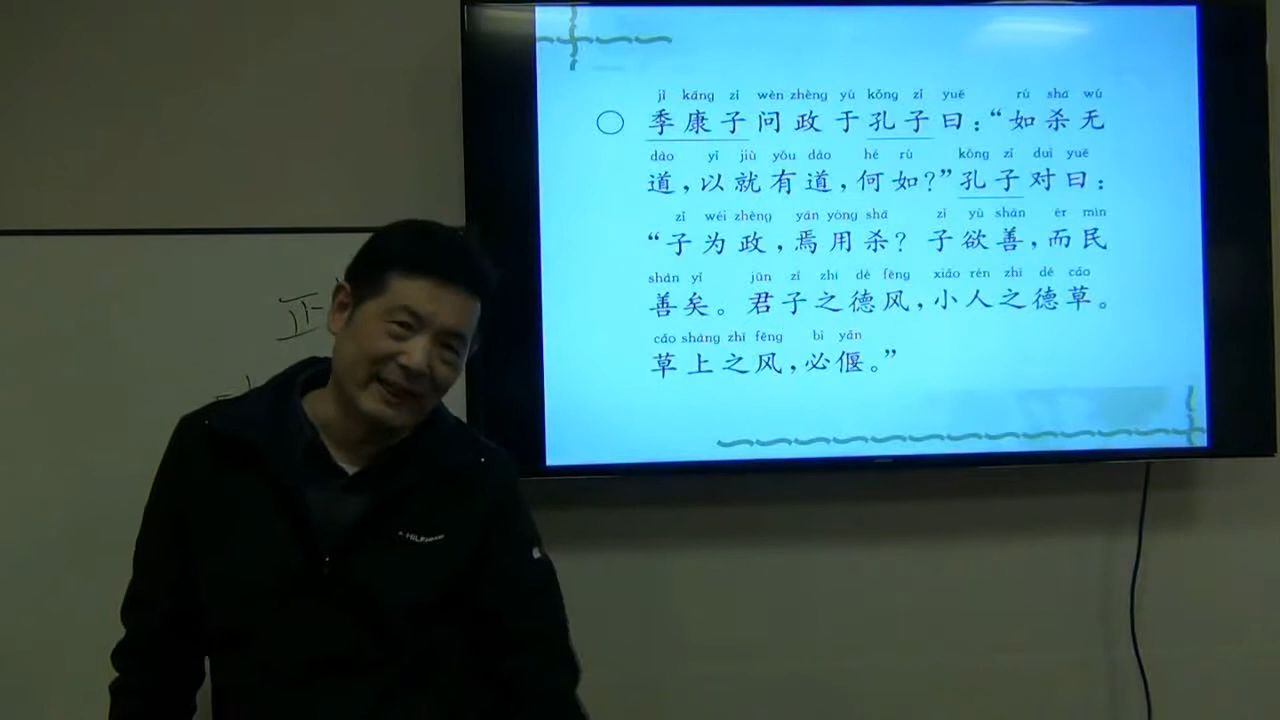 jì kāng zǐ wèn zhèng yú kǒng zǐ yuē rú shā wú
○ 季康子问政于孔子曰：“如杀无
dào yǐ jiù yǒu dào hé rú kǒng zǐ duì yuē
道，以就有道，何如？”孔子对曰：
zǐ wéi zhèng yān yòng shā zǐ yù shàn ér mín
“子为政，焉用杀？子欲善，而民
shàn yǐ jūn zǐ zhī dé fēng xiǎo rén zhī dé cǎo
善矣。君子之德风，小人之德草。
cǎo shàng zhī fēng bì yǎn
草上之风，必偃。”
正